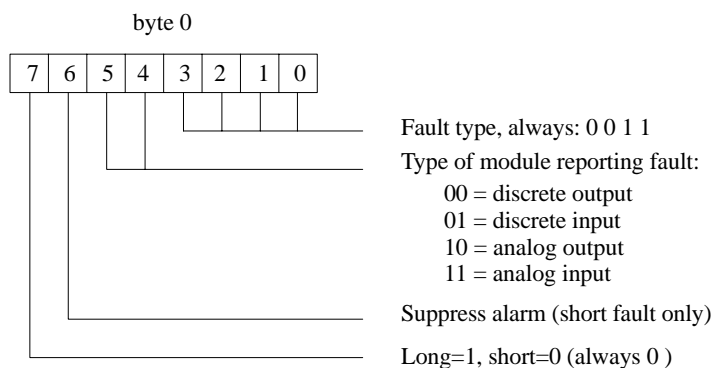 byte 0
7 6 5 4 3 2 1 0
Fault type, always: 0 0 1 1
Type of module reporting fault:
00 = discrete output
01 = discrete input
10 = analog output
11 = analog input
Suppress alarm (short fault only)
Long=1, short=0 (always 0 )